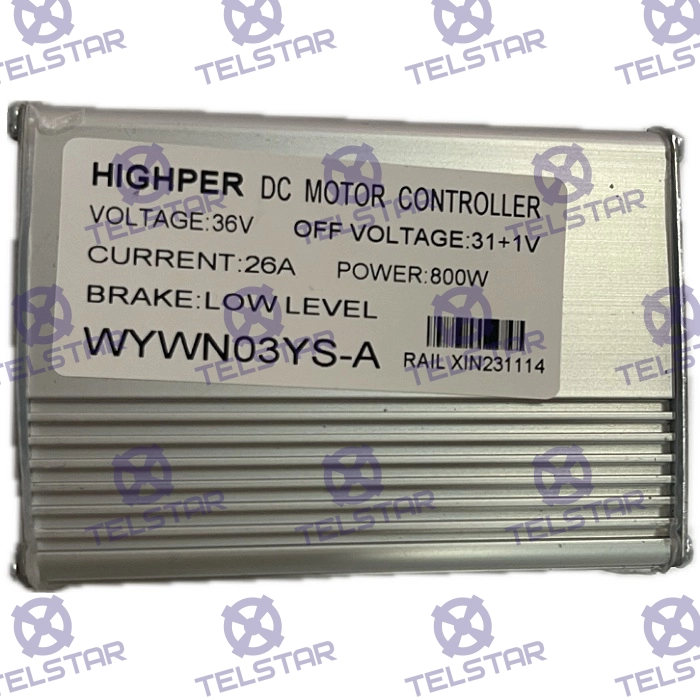 HIGHPER DC MOTOR CONTROLLER
VOLTAGE:36V OFF VOLTAGE:31+1V
CURRENT:26A POWER:800W
BRAKE:LOW LEVEL
WYWN03YS-A
RAIL XIN231114
TELSTAR